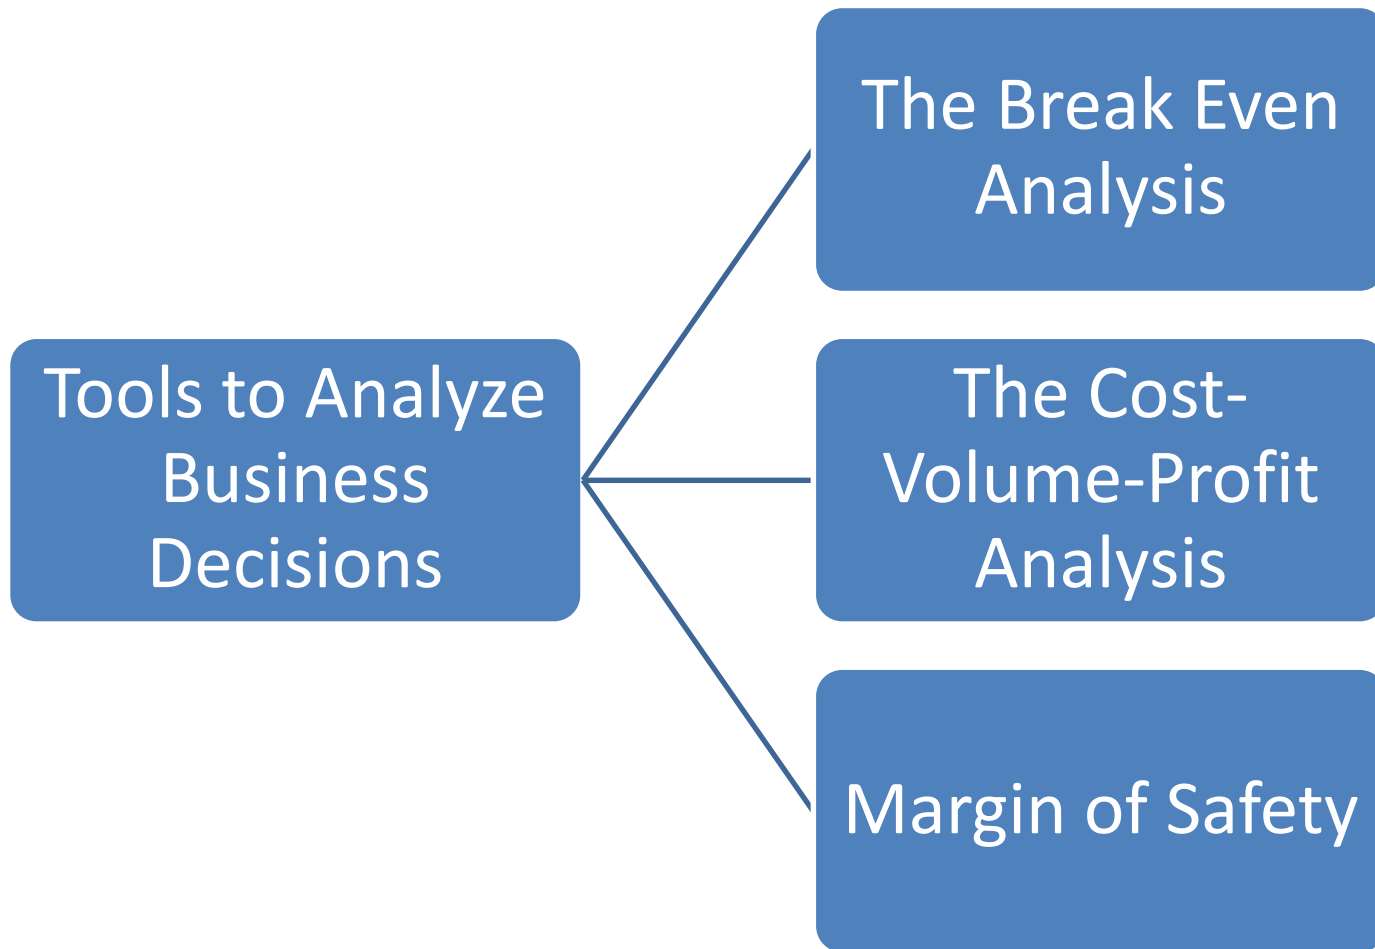 The Break Even
Analysis
Tools to Analyze
Business
Decisions
The Cost-
Volume-Profit
Analysis
Margin of Safety